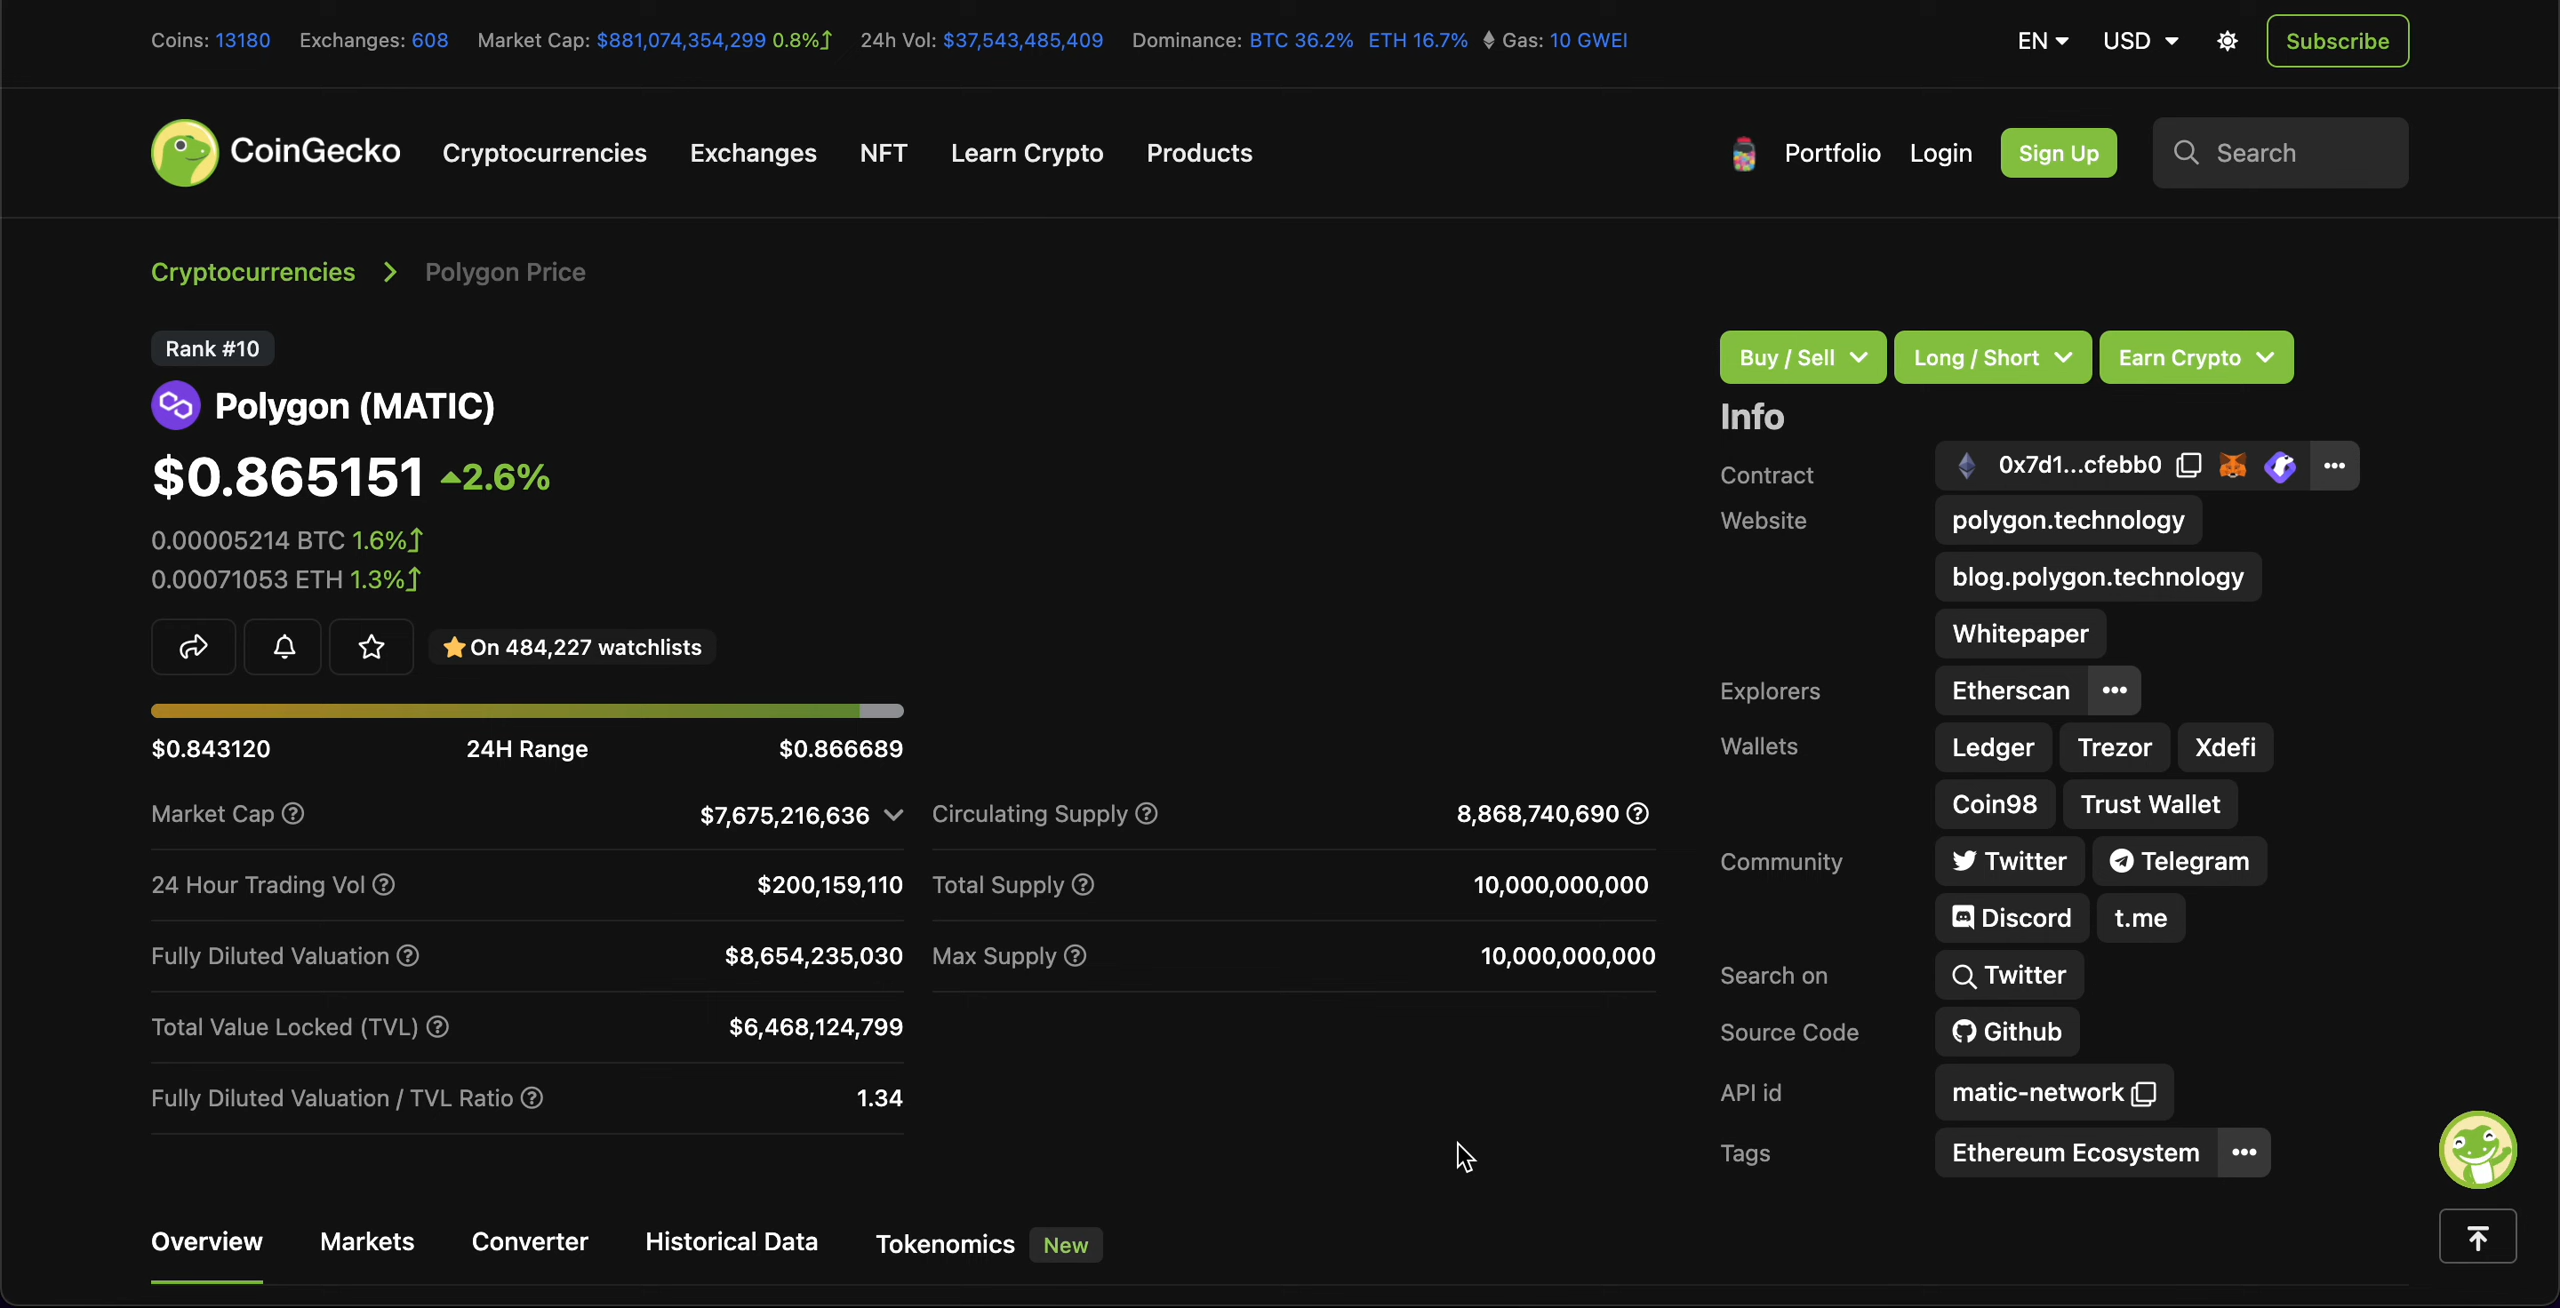 Coins: 13180 Exchanges: 608 Market Cap: $881,074,354,299 0.8% 24h Vol: $37,543,485,409 Dominance: BTC 36.2% ETH 16.7% Gas: 10 GWEI EN USD Subscribe
CoinGecko Cryptocurrencies Exchanges NFT Learn Crypto Products Portfolio Login Sign Up Search
Cryptocurrencies > Polygon Price
Rank #10
Polygon (MATIC)
$0.865151 2.6%
0.00005214 BTC 1.6%
0.00071053 ETH 1.3%
On 484,227 watchlists
$0.843120 24H Range $0.866689
Market Cap $7,675,216,636
24 Hour Trading Vol $200,159,110
Fully Diluted Valuation $8,654,235,030
Total Value Locked (TVL) $6,468,124,799
Fully Diluted Valuation / TVL Ratio 1.34
Circulating Supply 8,868,740,690
Total Supply 10,000,000,000
Max Supply 10,000,000,000
Buy / Sell Long / Short Earn Crypto
Info
Contract 0x7d1...cfebb0
Website polygon.technology
blog.polygon.technology
Whitepaper
Explorers Etherscan
Wallets Ledger Trezor Xdefi
Coin98 Trust Wallet
Community Twitter Telegram
Discord t.me
Search on Twitter
Source Code Github
API id matic-network
Tags Ethereum Ecosystem
Overview Markets Converter Historical Data Tokenomics New